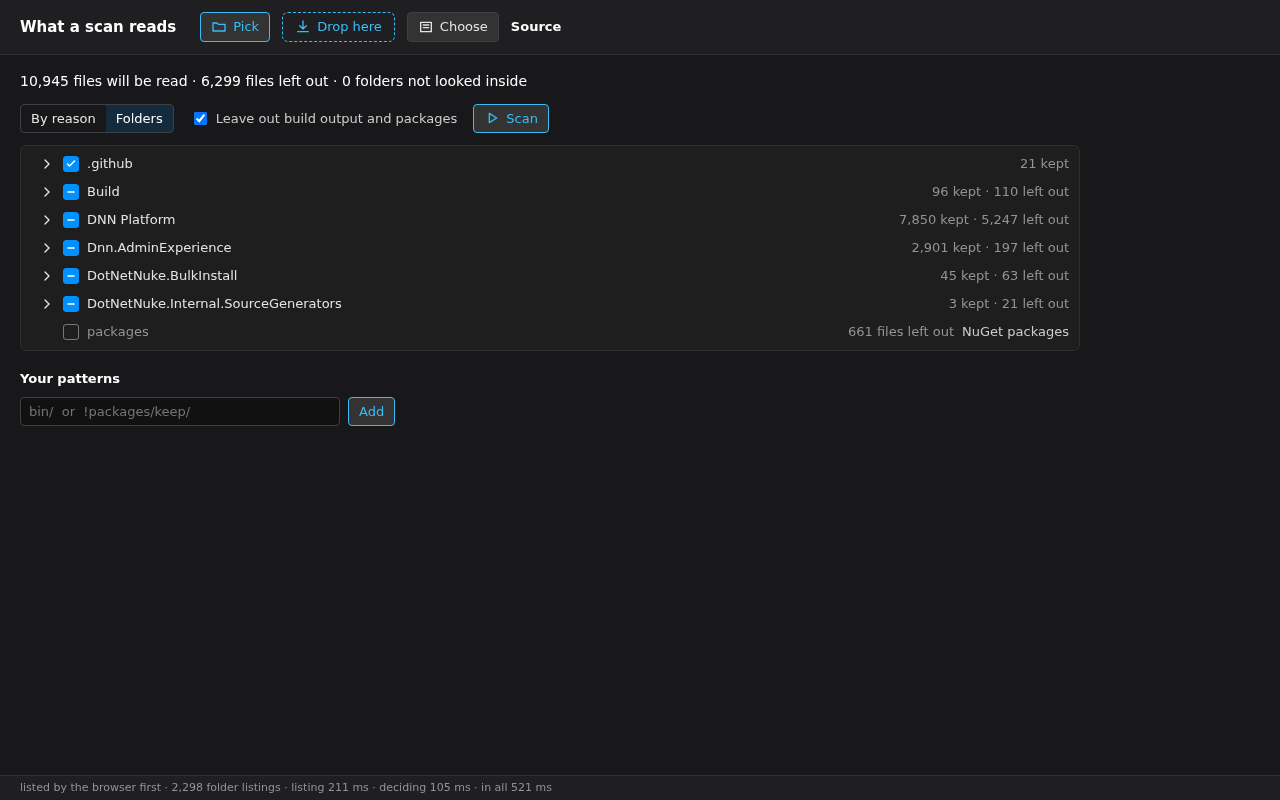 What a scan reads Pick Drop here Choose Source
10,945 files will be read · 6,299 files left out · 0 folders not looked inside
By reason Folders Leave out build output and packages Scan
.github 21 kept
Build 96 kept · 110 left out
DNN Platform 7,850 kept · 5,247 left out
Dnn.AdminExperience 2,901 kept · 197 left out
DotNetNuke.BulkInstall 45 kept · 63 left out
DotNetNuke.Internal.SourceGenerators 3 kept · 21 left out
packages 661 files left out NuGet packages
Your patterns
bin/ or !packages/keep/ Add
listed by the browser first · 2,298 folder listings · listing 211 ms · deciding 105 ms · in all 521 ms